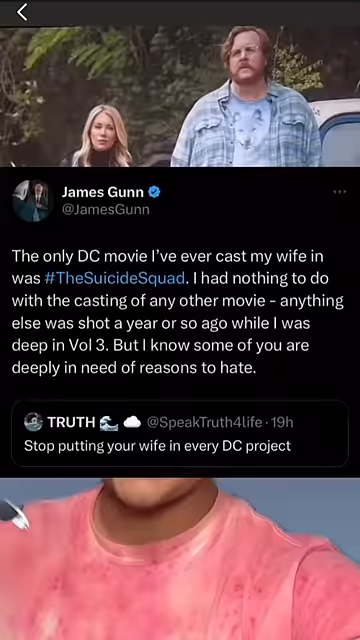 James Gunn
@JamesGunn
The only DC movie I've ever cast my wife in
was #TheSuicideSquad. I had nothing to do
with the casting of any other movie - anything
else was shot a year or so ago while I was
deep in Vol 3. But I know some of you are
deeply in need of reasons to hate.
TRUTH 🌊 ☁️ @SpeakTruth4life · 19h
Stop putting your wife in every DC project